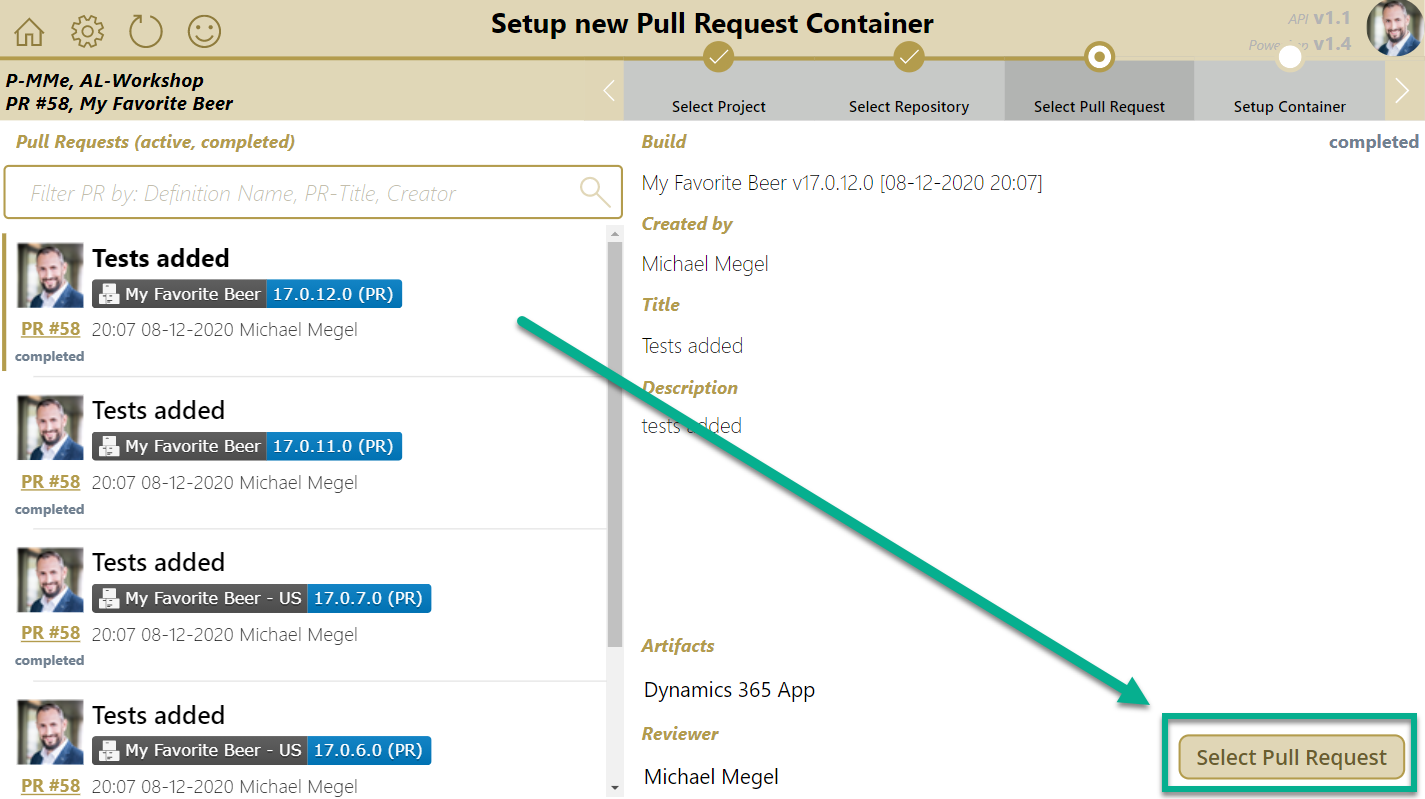 Setup new Pull Request Container
API v1.1
v1.4
P-MMe, AL-Workshop
PR #58, My Favorite Beer
Select Project
Select Repository
Select Pull Request
Setup Container
Pull Requests (active, completed)
Filter PR by: Definition Name, PR-Title, Creator
Tests added
My Favorite Beer 17.0.12.0 (PR)
PR #58 20:07 08-12-2020 Michael Megel
completed
Tests added
My Favorite Beer 17.0.11.0 (PR)
PR #58 20:07 08-12-2020 Michael Megel
completed
Tests added
My Favorite Beer - US 17.0.7.0 (PR)
PR #58 20:07 08-12-2020 Michael Megel
completed
Tests added
My Favorite Beer - US 17.0.6.0 (PR)
PR #58 20:07 08-12-2020 Michael Megel
Build
completed
My Favorite Beer v17.0.12.0 [08-12-2020 20:07]
Created by
Michael Megel
Title
Tests added
Description
tests added
Artifacts
Dynamics 365 App
Reviewer
Michael Megel
Select Pull Request